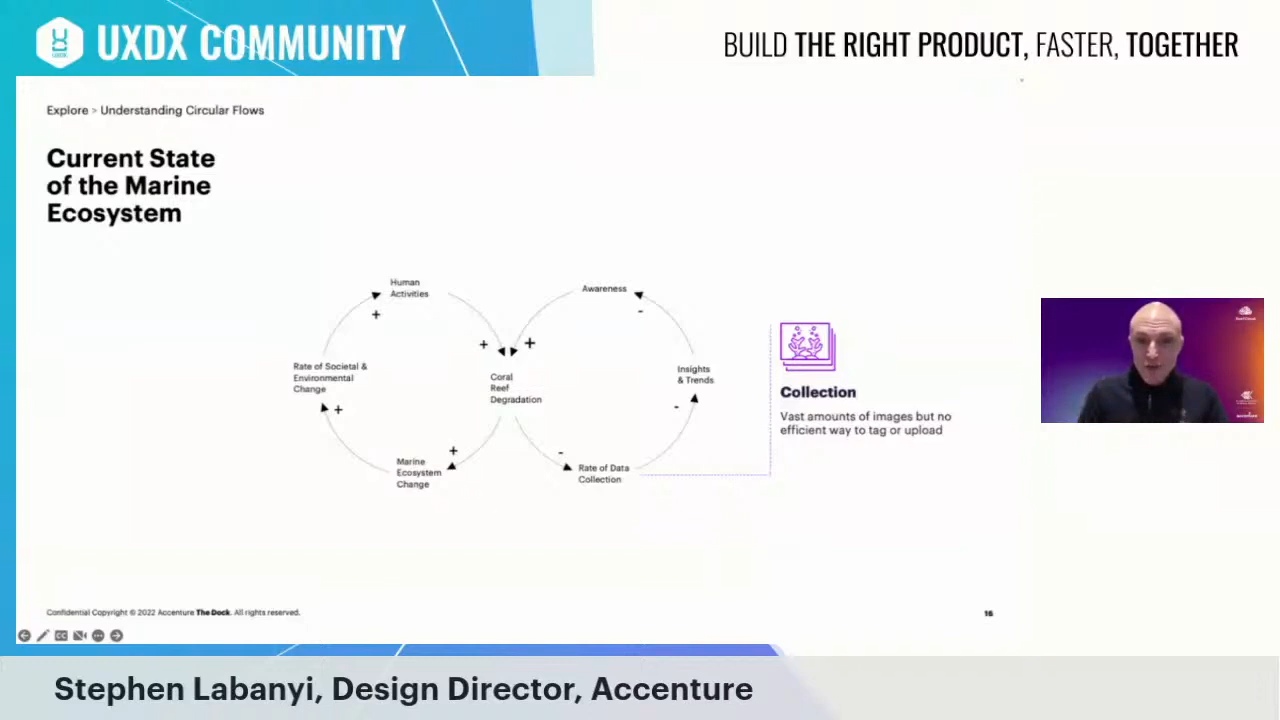 UXDX COMMUNITY
BUILD THE RIGHT PRODUCT, FASTER, TOGETHER
Explore > Understanding Circular Flows
Current State
of the Marine
Ecosystem
Human
Activities
+
+
Rate of Societal &
Environmental
Change
+
Marine
Ecosystem
Change
+
Coral
Reef
Degradation
Awareness
+
-
Insights
& Trends
-
Rate of Data
Collection
-
Collection
Vast amounts of images but no
efficient way to tag or upload
Confidential Copyright © 2022 Accenture The Dock. All rights reserved.
16
CC
Stephen Labanyi, Design Director, Accenture